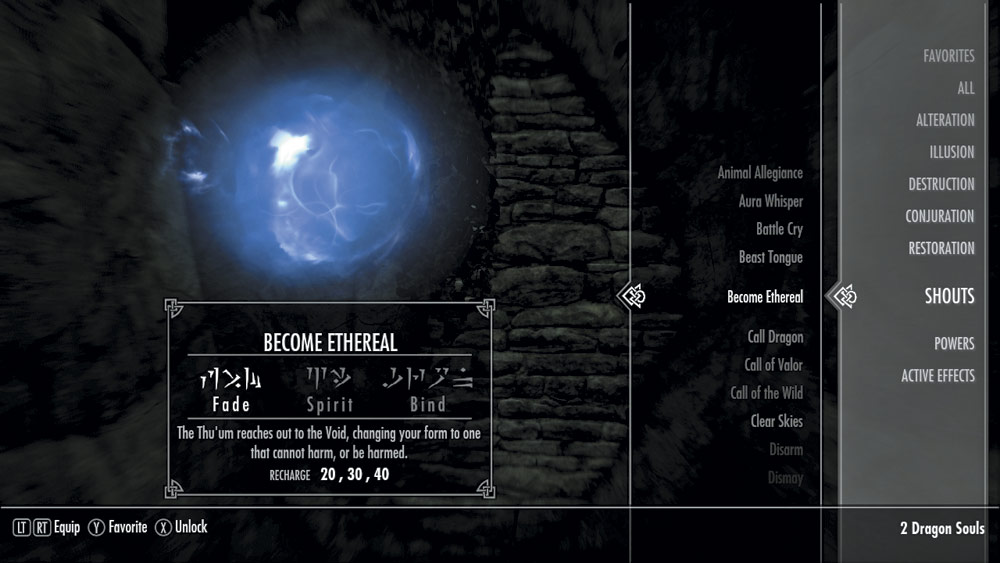 FAVORITES
ALL
ALTERATION
ILLUSION
DESTRUCTION
CONJURATION
RESTORATION
SHOUTS
POWERS
ACTIVE EFFECTS
Animal Allegiance
Aura Whisper
Battle Cry
Beast Tongue
Become Ethereal
Call Dragon
Call of Valor
Call of the Wild
Clear Skies
Disarm
Dismay
BECOME ETHEREAL
Fade Spirit Bind
The Thu'um reaches out to the Void, changing your form to one
that cannot harm, or be harmed.
RECHARGE 20 , 30 , 40
LT RT Equip Y Favorite X Unlock
2 Dragon Souls